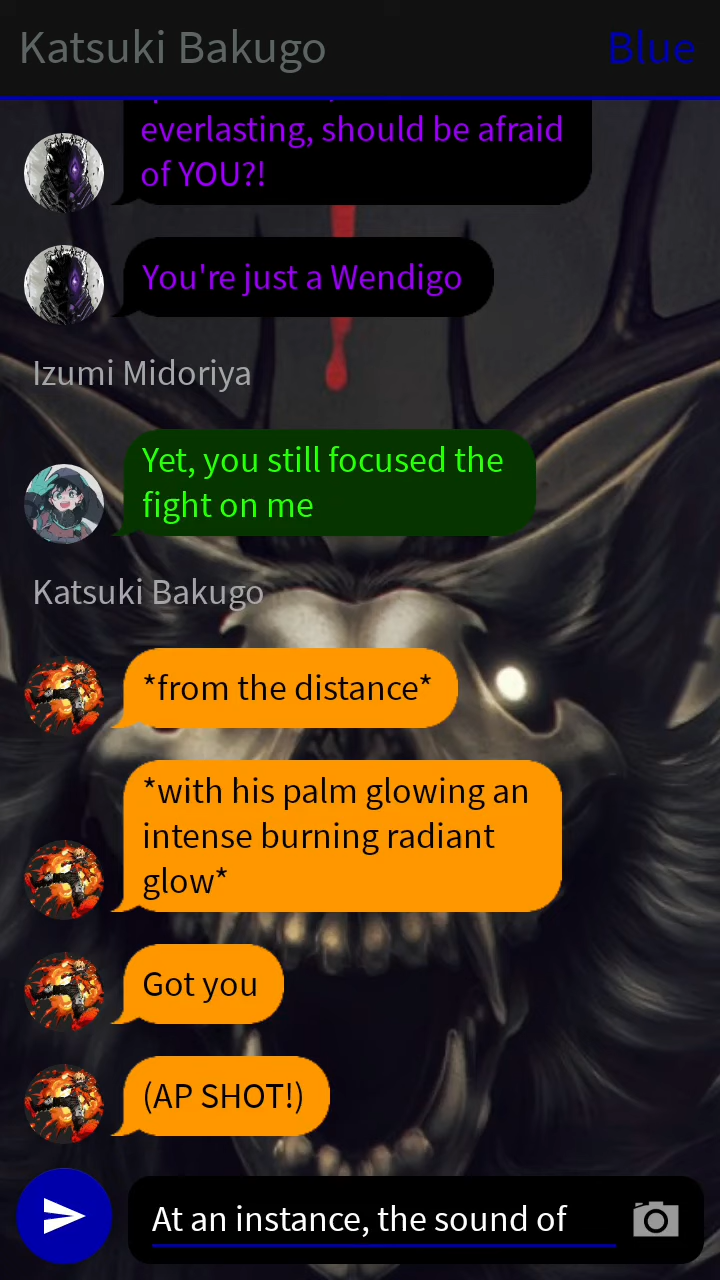 Katsuki Bakugo
Blue
everlasting, should be afraid
of YOU?!
You're just a Wendigo
Izumi Midoriya
Yet, you still focused the
fight on me
Katsuki Bakugo
*from the distance*
*with his palm glowing an
intense burning radiant
glow*
Got you
(AP SHOT!)
At an instance, the sound of